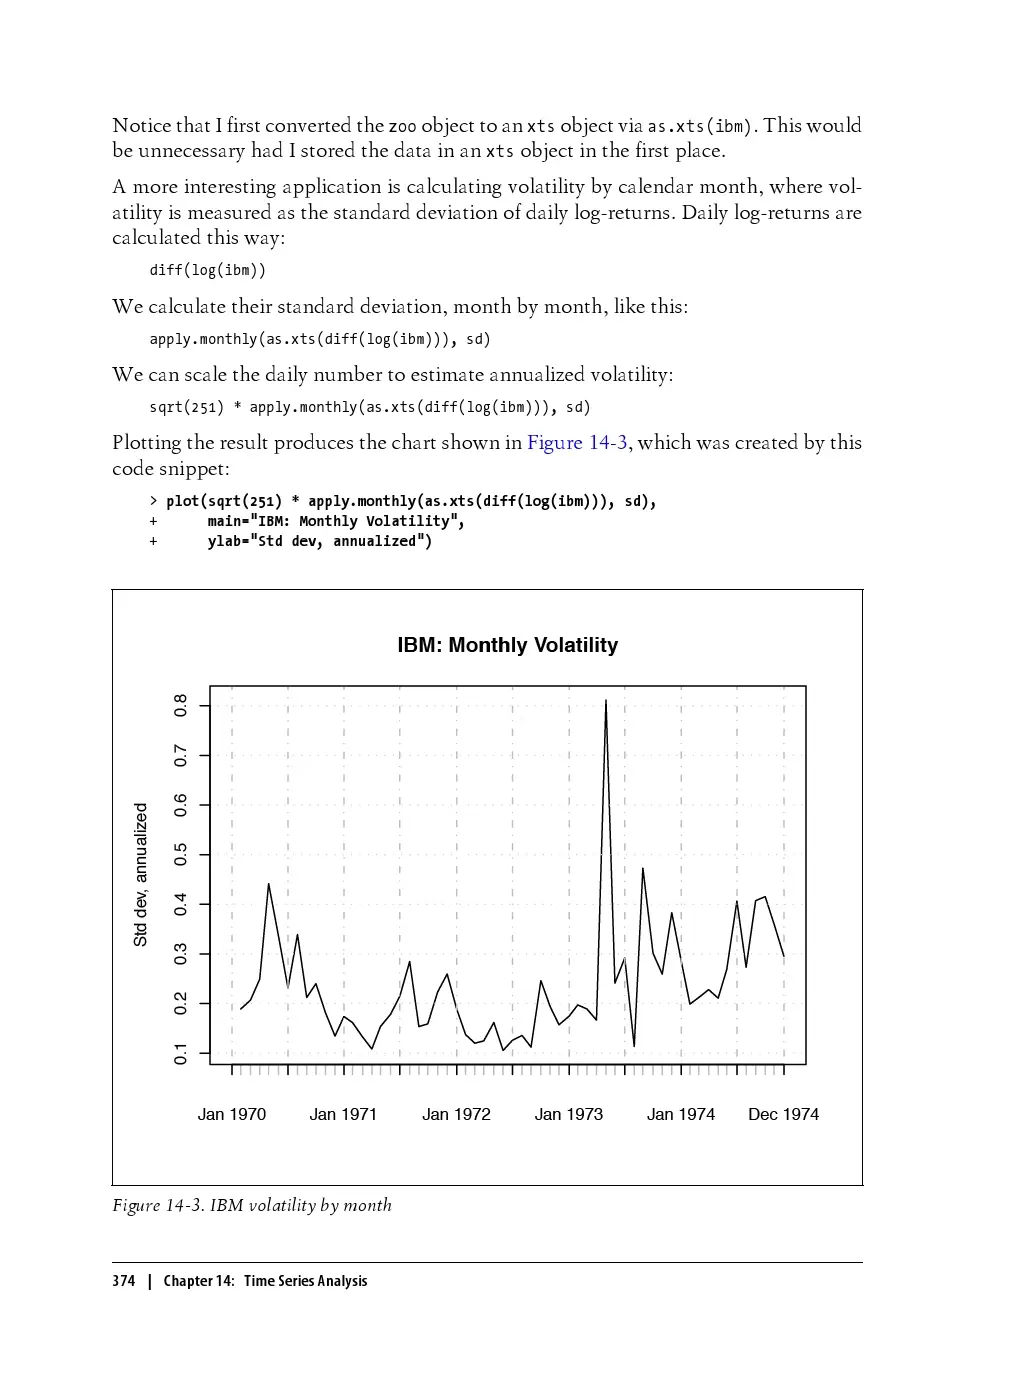 Notice that I first converted the zoo object to an xts object via as.xts(ibm). This would
be unnecessary had I stored the data in an xts object in the first place.
A more interesting application is calculating volatility by calendar month, where vol-
atility is measured as the standard deviation of daily log-returns. Daily log-returns are
calculated this way:
diff(log(ibm))
We calculate their standard deviation, month by month, like this:
apply.monthly(as.xts(diff(log(ibm))), sd)
We can scale the daily number to estimate annualized volatility:
sqrt(251) * apply.monthly(as.xts(diff(log(ibm))), sd)
Plotting the result produces the chart shown in Figure 14-3, which was created by this
code snippet:
> plot(sqrt(251) * apply.monthly(as.xts(diff(log(ibm))), sd),
+ main="IBM: Monthly Volatility",
+ ylab="Std dev, annualized")
IBM: Monthly Volatility
Std dev, annualized
0.8
0.7
0.6
0.5
0.4
0.3
0.2
0.1
Jan 1970 Jan 1971 Jan 1972 Jan 1973 Jan 1974 Dec 1974
Figure 14-3. IBM volatility by month
374 | Chapter 14: Time Series Analysis